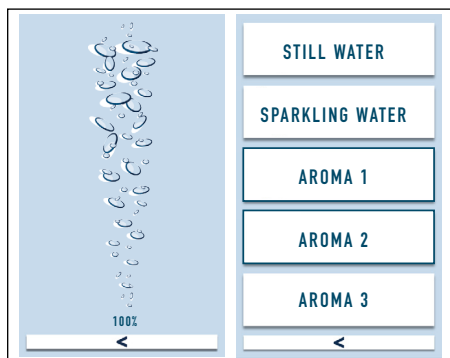 100%
<
STILL WATER
SPARKLING WATER
AROMA 1
AROMA 2
AROMA 3
<